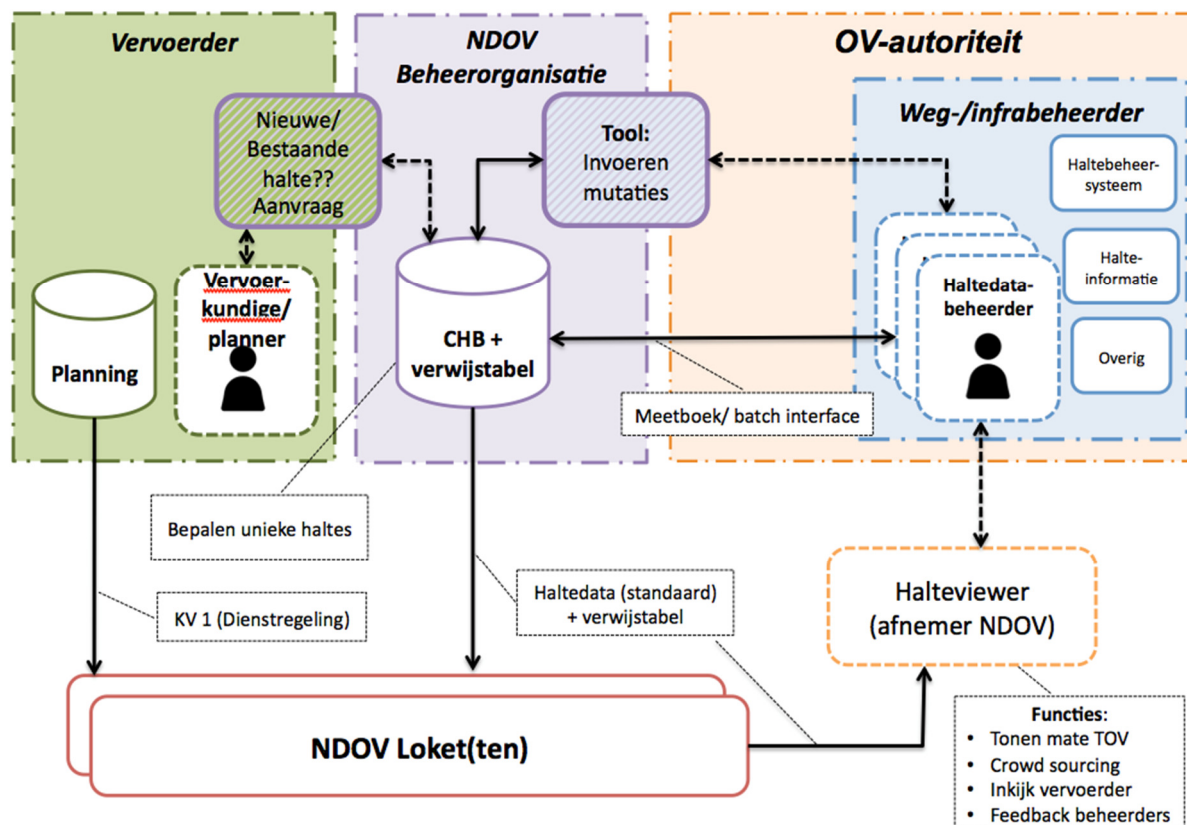 Vervoerder
NDOV
Beheerorganisatie
OV-autoriteit
Weg-/infrabeheerder
Nieuwe/
Bestaande
halte??
Aanvraag
Tool:
Invoeren
mutaties
Haltebeheer-
systeem
Halte-
informatie
Overig
Haltedata-
beheerder
Vervoer-
kundige/
planner
Planning
CHB +
verwijstabel
Meetboek/ batch interface
Bepalen unieke haltes
KV 1 (Dienstregeling)
Haltedata (standaard)
+ verwijstabel
Halteviewer
(afnemer NDOV)
NDOV Loket(ten)
Functies:
• Tonen mate TOV
• Crowd sourcing
• Inkijk vervoerder
• Feedback beheerders